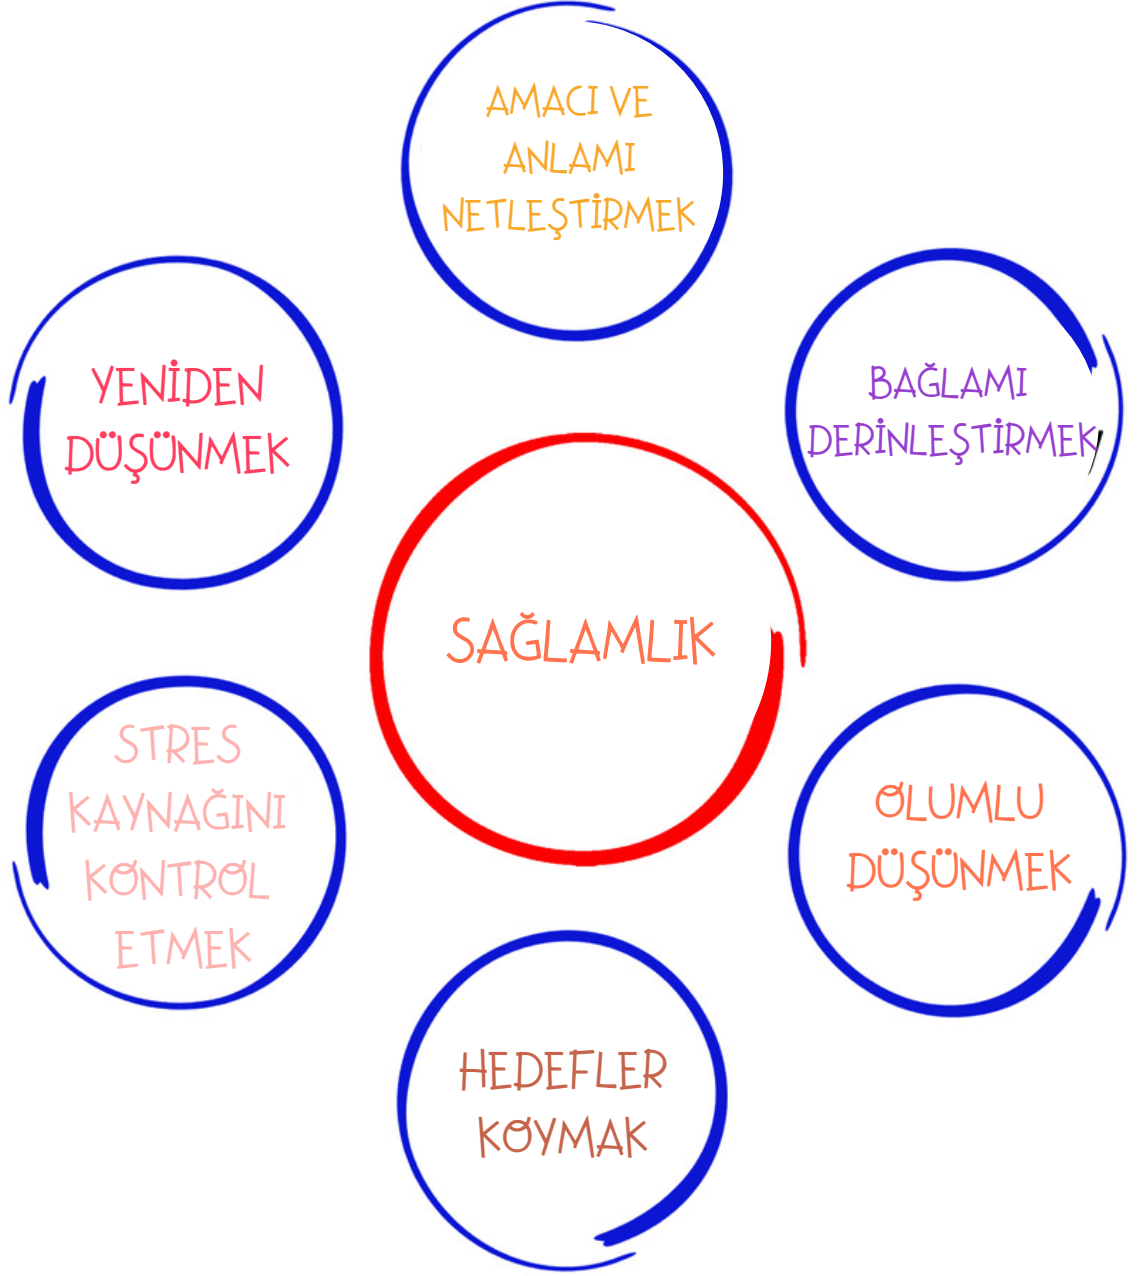 AMACI VE
ANLAMI
NETLEŞTİRMEK
YENİDEN
DÜŞÜNMEK
BAĞLAMI
DERİNLEŞTİRMEK
SAĞLAMLIK
STRES
KAYNAĞINI
KONTROL
ETMEK
OLUMLU
DÜŞÜNMEK
HEDEFLER
KOYMAK